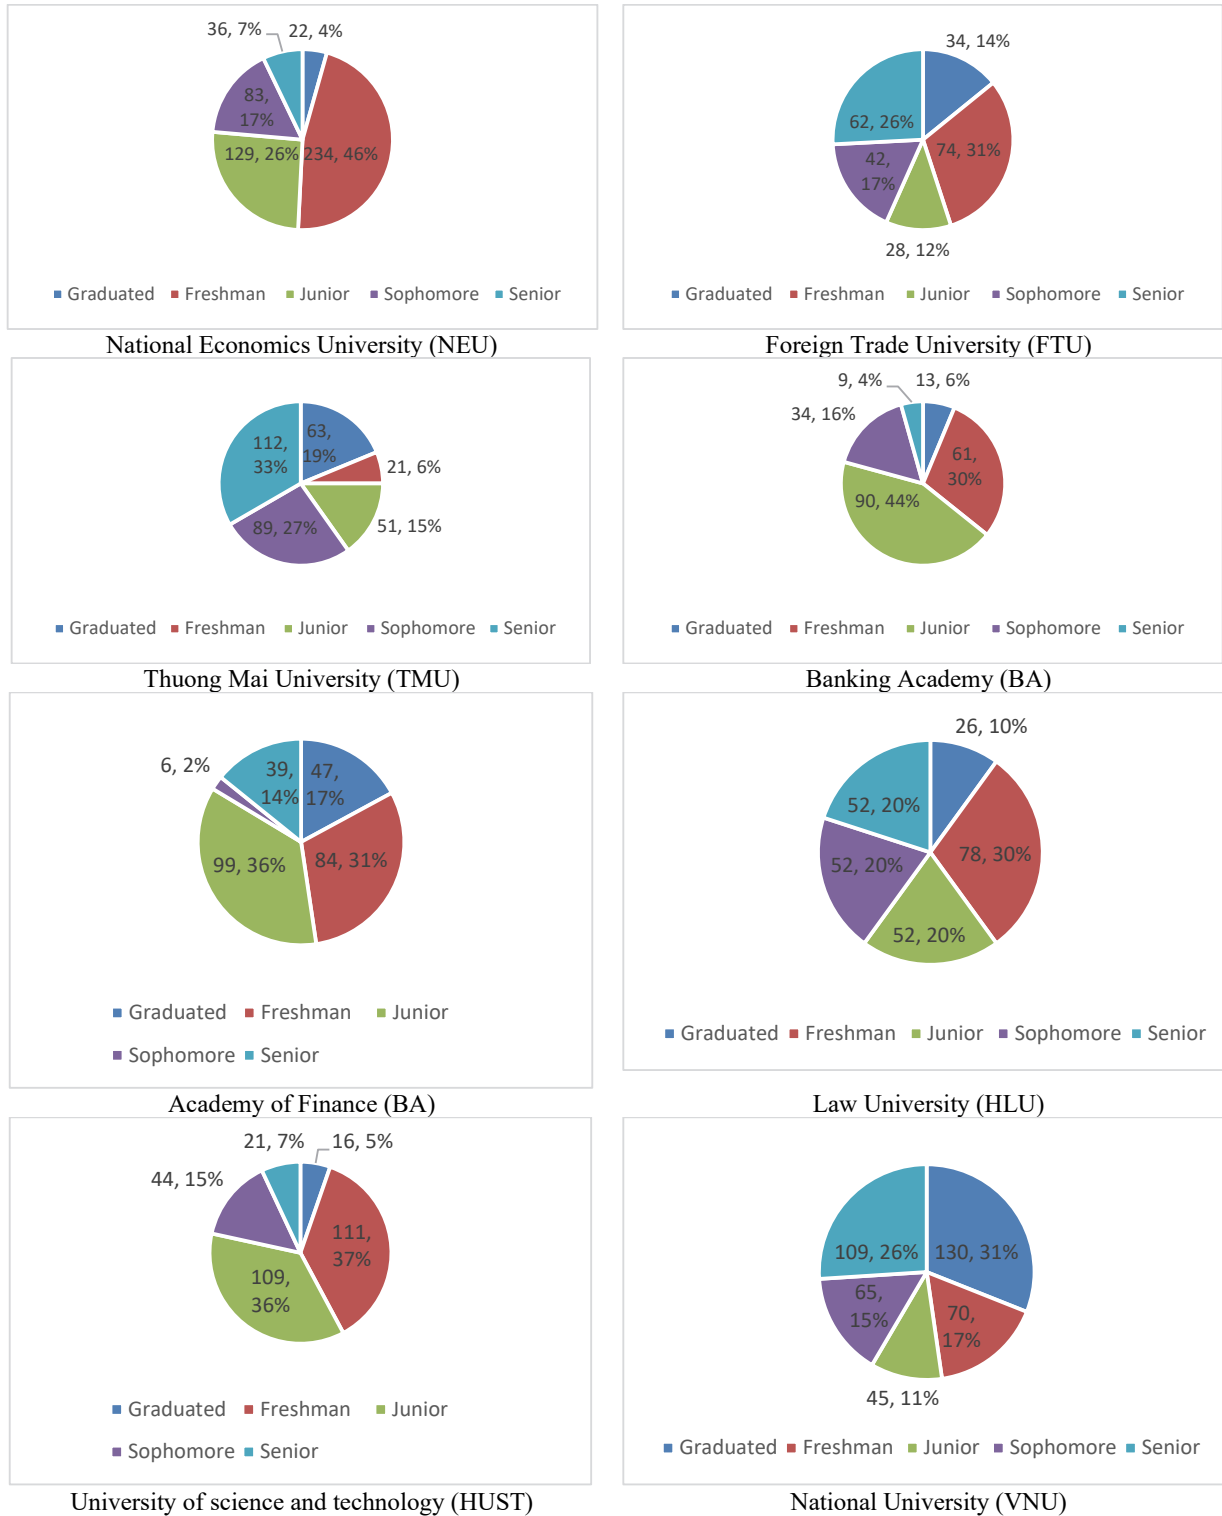 36, 7%
22, 4%
83,
17%
129, 26%
234, 46%
Graduated Freshman Junior Sophomore Senior
National Economics University (NEU)
34, 14%
62, 26%
74, 31%
42,
17%
28, 12%
Graduated Freshman Junior Sophomore Senior
Foreign Trade University (FTU)
112,
33%
63,
19%
21, 6%
89, 27%
51, 15%
Graduated Freshman Junior Sophomore Senior
Thuong Mai University (TMU)
9, 4%
13, 6%
34, 16%
61,
30%
90, 44%
Graduated Freshman Junior Sophomore Senior
Banking Academy (BA)
6, 2%
39,
14%
47,
17%
99, 36%
84, 31%
Graduated Freshman Junior
Sophomore Senior
Academy of Finance (BA)
26, 10%
52, 20%
78, 30%
52, 20%
52, 20%
Graduated Freshman Junior Sophomore Senior
Law University (HLU)
21, 7%
16, 5%
44, 15%
111,
37%
109,
36%
Graduated Freshman Junior
Sophomore Senior
University of science and technology (HUST)
109, 26%
130, 31%
65,
15%
70,
17%
45, 11%
Graduated Freshman Junior Sophomore Senior
National University (VNU)